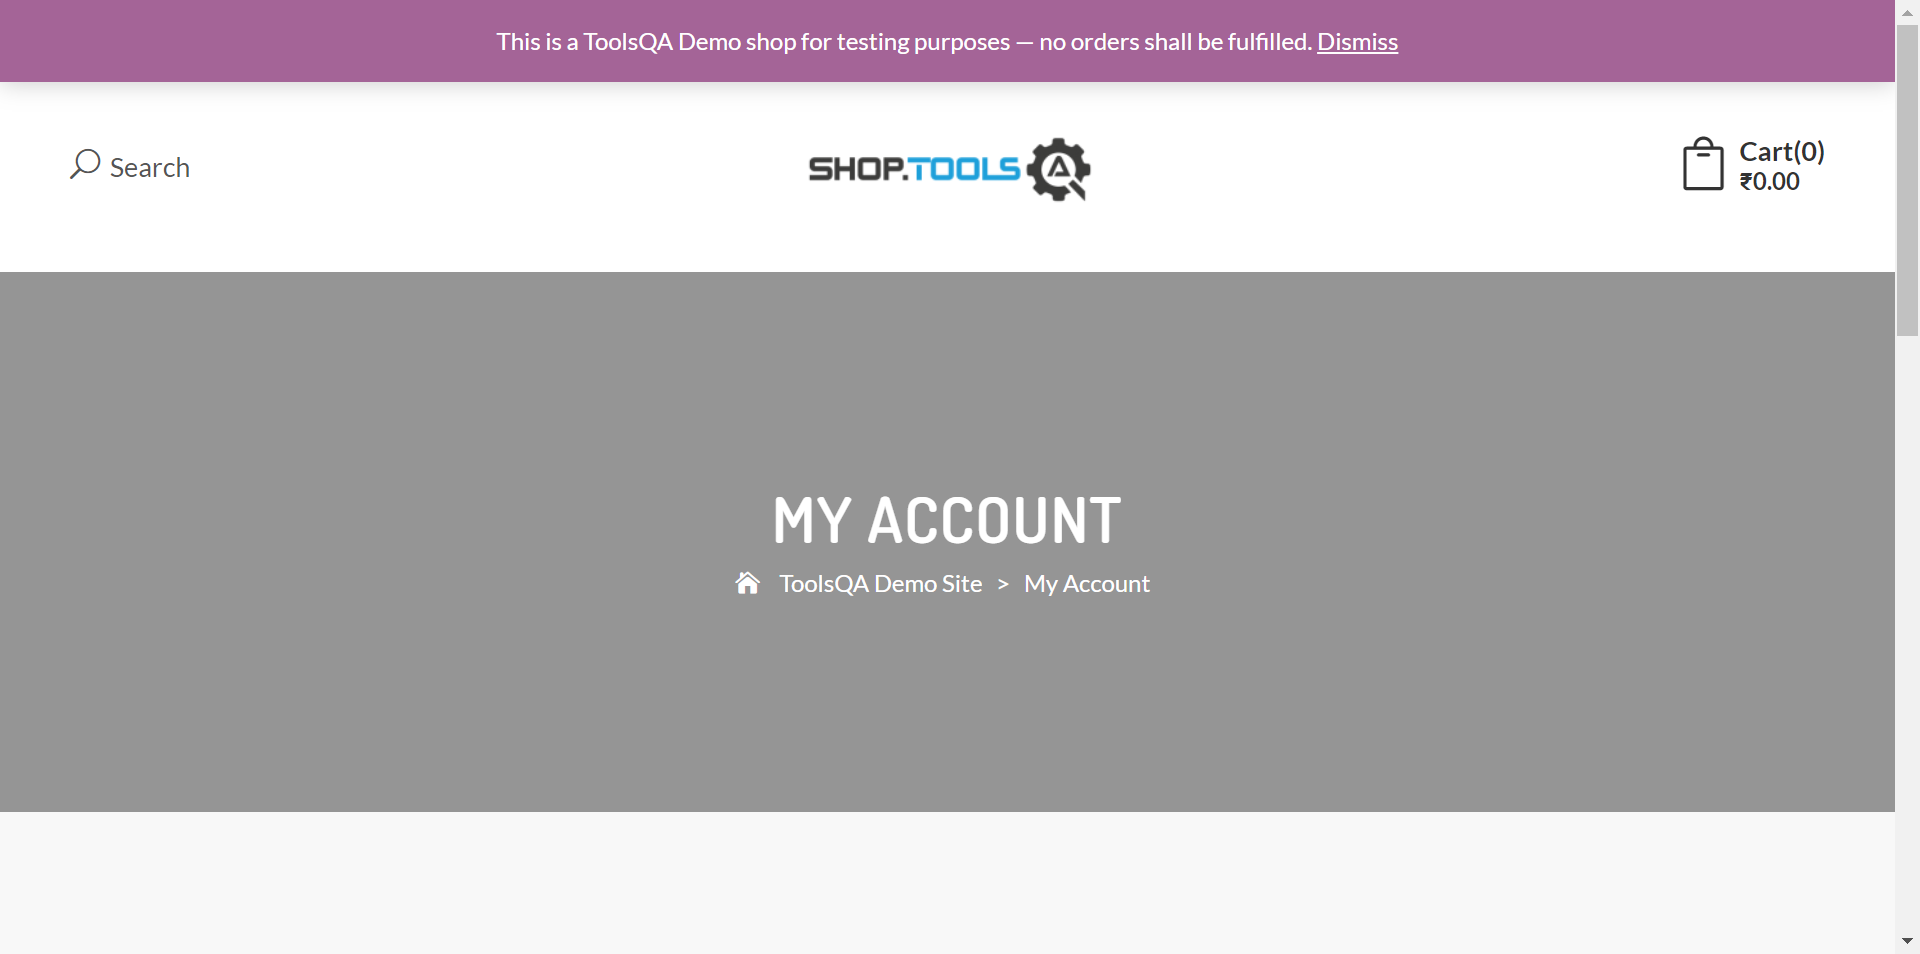 This is a ToolsQA Demo shop for testing purposes — no orders shall be fulfilled. Dismiss
Search
SHOP.TOOLS
Cart(0)
₹0.00
MY ACCOUNT
ToolsQA Demo Site > My Account